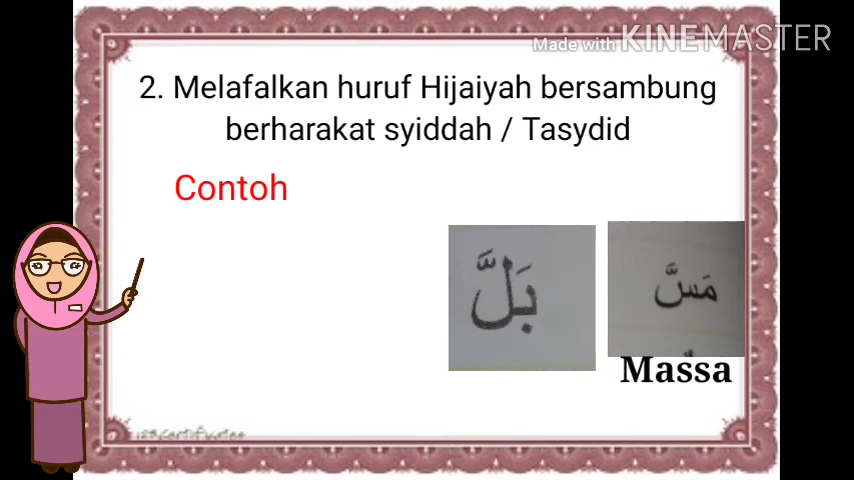 Made with KINEMASTER
2. Melafalkan huruf Hijaiyah bersambung
berharakat syiddah / Tasydid
Contoh
مَسَّ
بَلَّ
Massa